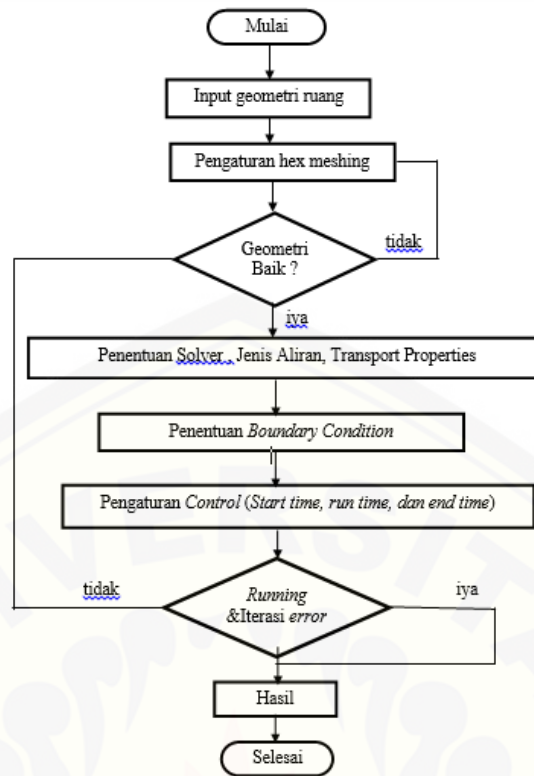 Mulai
Input geometri ruang
Pengaturan hex meshing
Geometri
Baik ?
tidak
iya
Penentuan Solver , Jenis Aliran, Transport Properties
Penentuan Boundary Condition
Pengaturan Control (Start time, run time, dan end time)
tidak
Running
&Iterasi error
iya
Hasil
Selesai